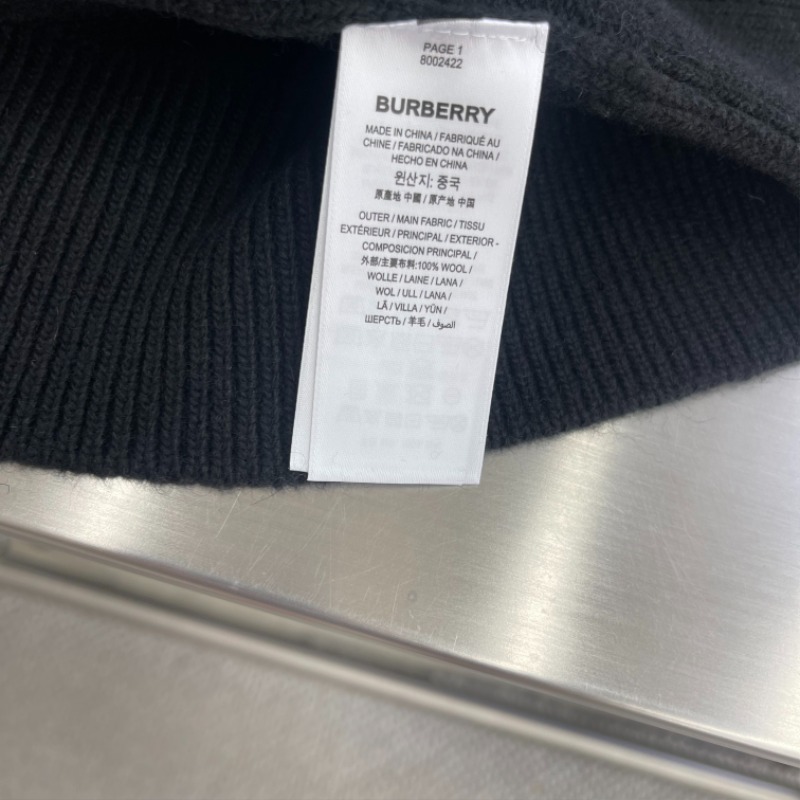 PAGE 1
8002422
BURBERRY
MADE IN CHINA / FABRIQUÉ AU
CHINE / FABRICADO NA CHINA /
HECHO EN CHINA
원산지: 중국
原產地 中國 / 原产地 中国
OUTER / MAIN FABRIC / TISSU
EXTÉRIEUR / PRINCIPAL / EXTERIOR -
COMPOSICION PRINCIPAL /
外部/主要布料:100% WOOL /
WOLLE / LAINE / LANA /
WOL / ULL / LANA /
LÃ / VILLA / YÜN /
ШЕРСТЬ / 羊毛 / الصوف